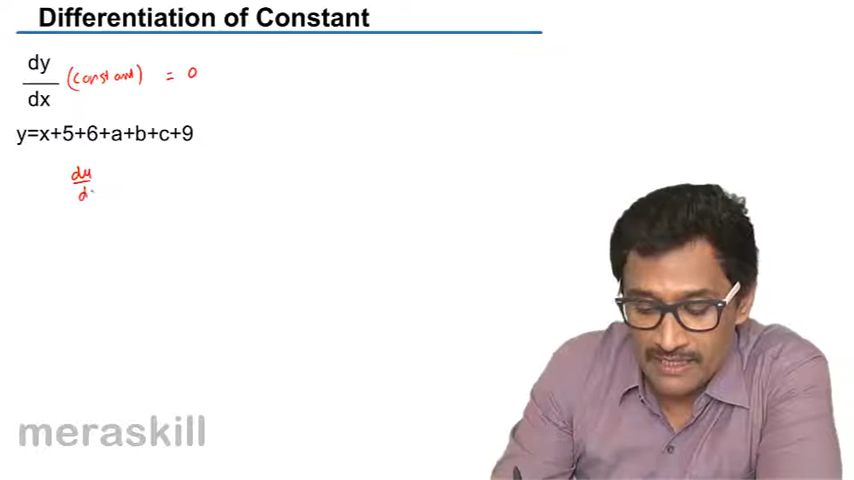 Differentiation of Constant
dy
dx
(constant) = 0
y=x+5+6+a+b+c+9
dy
d
meraskill